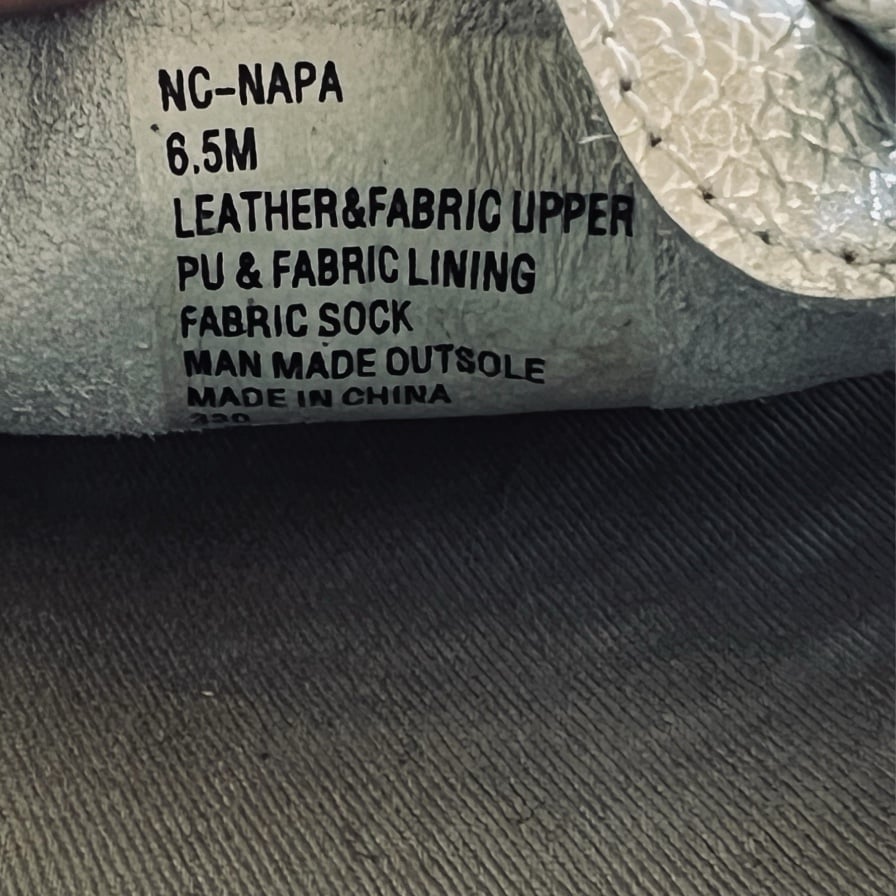 NC-NAPA
6.5M
LEATHER&FABRIC UPPER
PU & FABRIC LINING
FABRIC SOCK
MAN MADE OUTSOLE
MADE IN CHINA